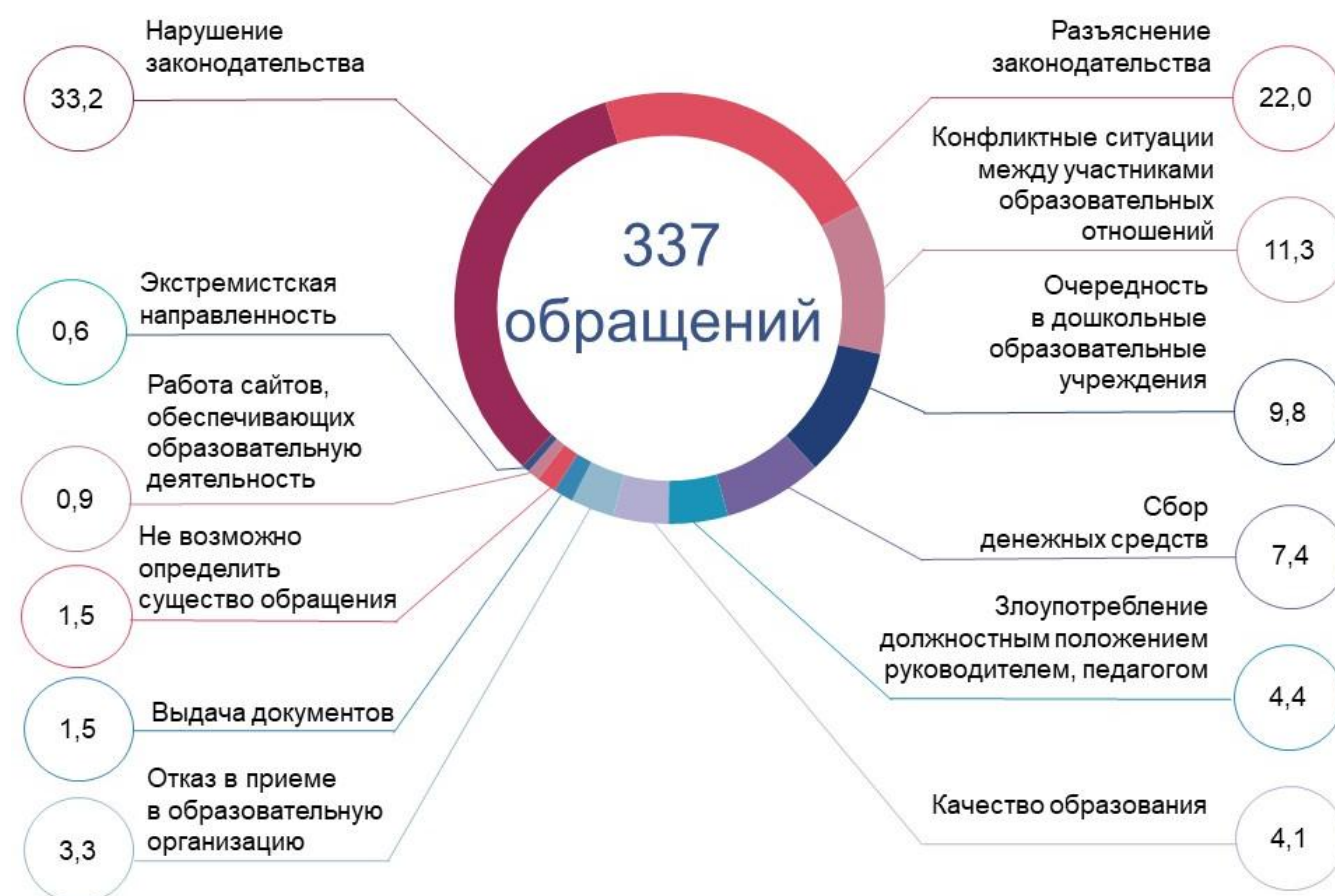 Нарушение
законодательства
33,2
Экстремистская
направленность
0,6
Работа сайтов,
обеспечивающих
образовательную
деятельность
0,9
Не возможно
определить
существо обращения
1,5
Выдача документов
1,5
Отказ в приеме
в образовательную
организацию
3,3
337
обращений
Разъяснение
законодательства
22,0
Конфликтные ситуации
между участниками
образовательных
отношений
11,3
Очередность
в дошкольные
образовательные
учреждения
9,8
Сбор
денежных средств
7,4
Злоупотребление
должностным положением
руководителем, педагогом
4,4
Качество образования
4,1